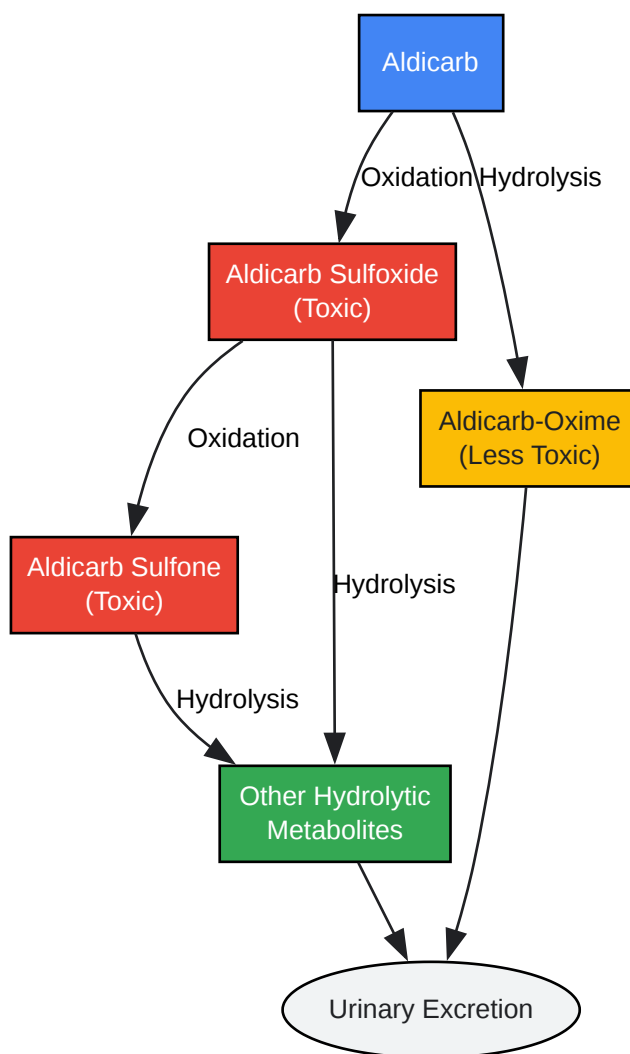 Aldicarb
Oxidation
Hydrolysis
Aldicarb Sulfoxide
(Toxic)
Aldicarb-Oxime
(Less Toxic)
Oxidation
Aldicarb Sulfone
(Toxic)
Hydrolysis
Hydrolysis
Other Hydrolytic
Metabolites
Urinary Excretion